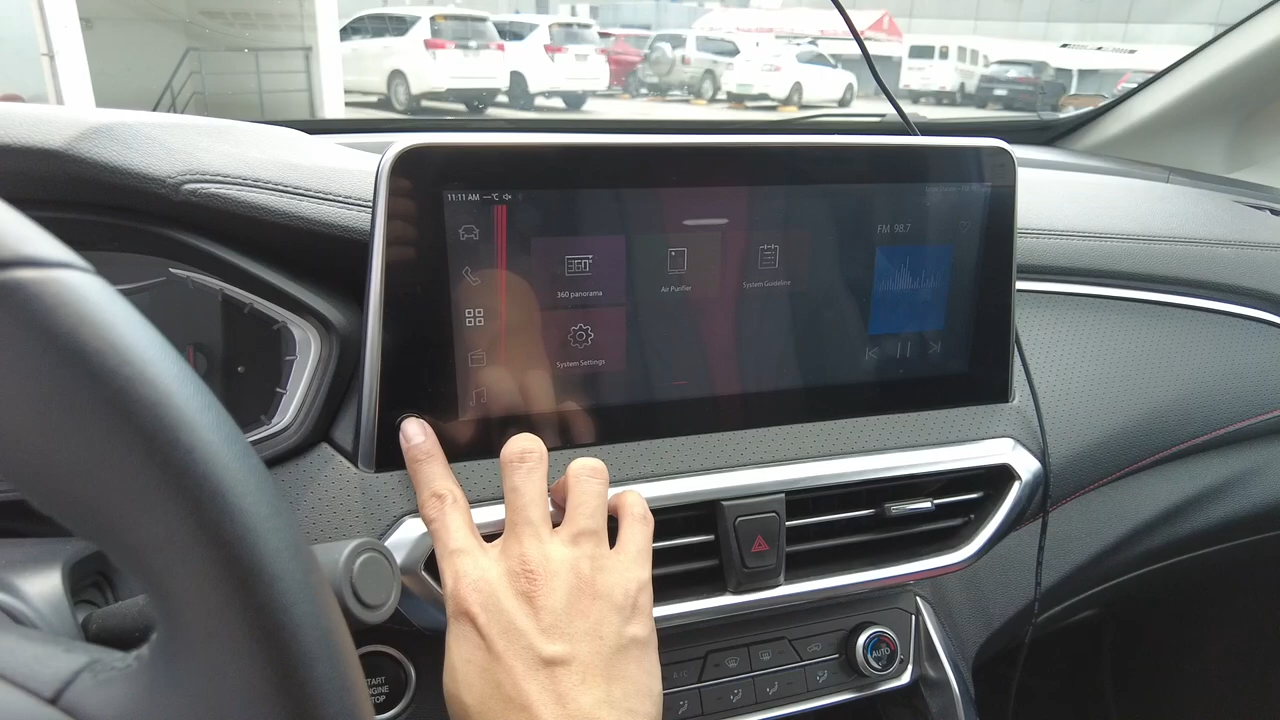 11:11 AM —°C
FM 98.7
360°
360 panorama
Air Purifier
System Guideline
System Settings
START
ENGINE
STOP
A/C
AUTO